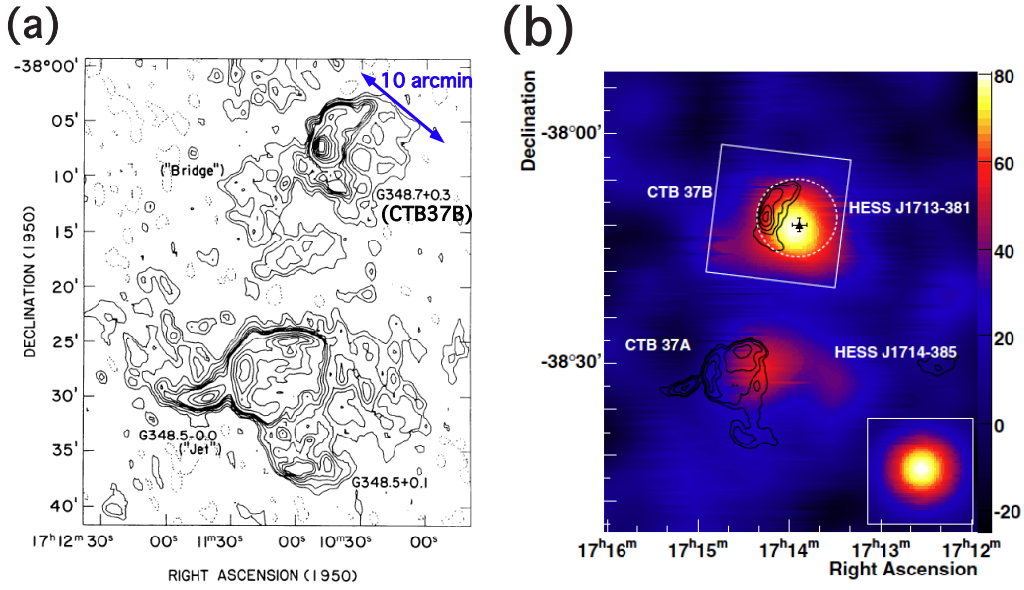 (a)
-38°00'
05'
10'
15'
20'
25'
30'
35'
40'
DECLINATION (1950)
10 arcmin
("Bridge")
G348.7+0.3
(CTB37B)
G348.5-0.0
("Jet")
G348.5+0.1
17ʰ12ᵐ30ˢ
00ˢ
11ᵐ30ˢ
00ˢ
10ᵐ30ˢ
00ˢ
RIGHT ASCENSION (1950)
(b)
Declination
-38°00'
-38°30'
CTB 37B
HESS J1713-381
CTB 37A
HESS J1714-385
80
60
40
20
0
-20
17ʰ16ᵐ
17ʰ15ᵐ
17ʰ14ᵐ
17ʰ13ᵐ
17ʰ12ᵐ
Right Ascension